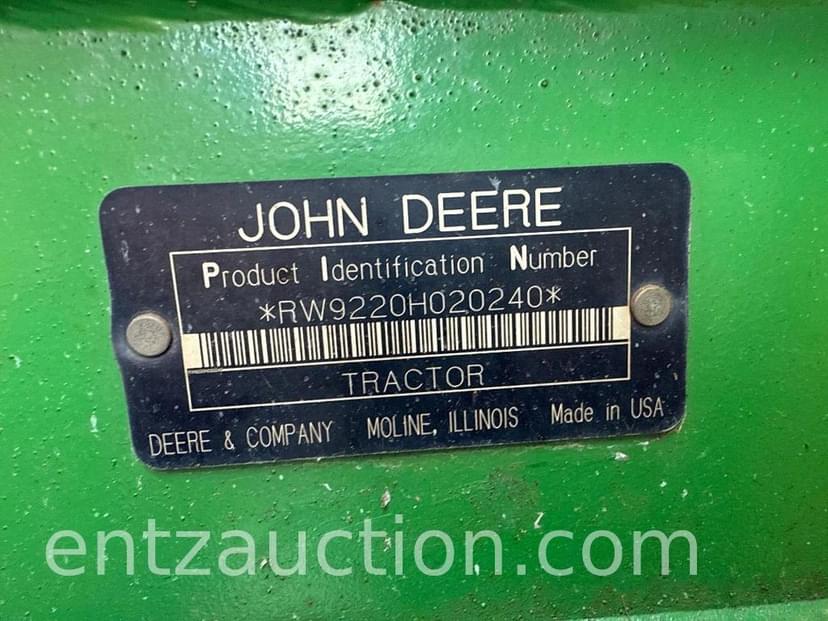 JOHN DEERE
Product Identification Number
*RW9220H020240*
TRACTOR
DEERE & COMPANY MOLINE, ILLINOIS Made in USA
entzauction.com